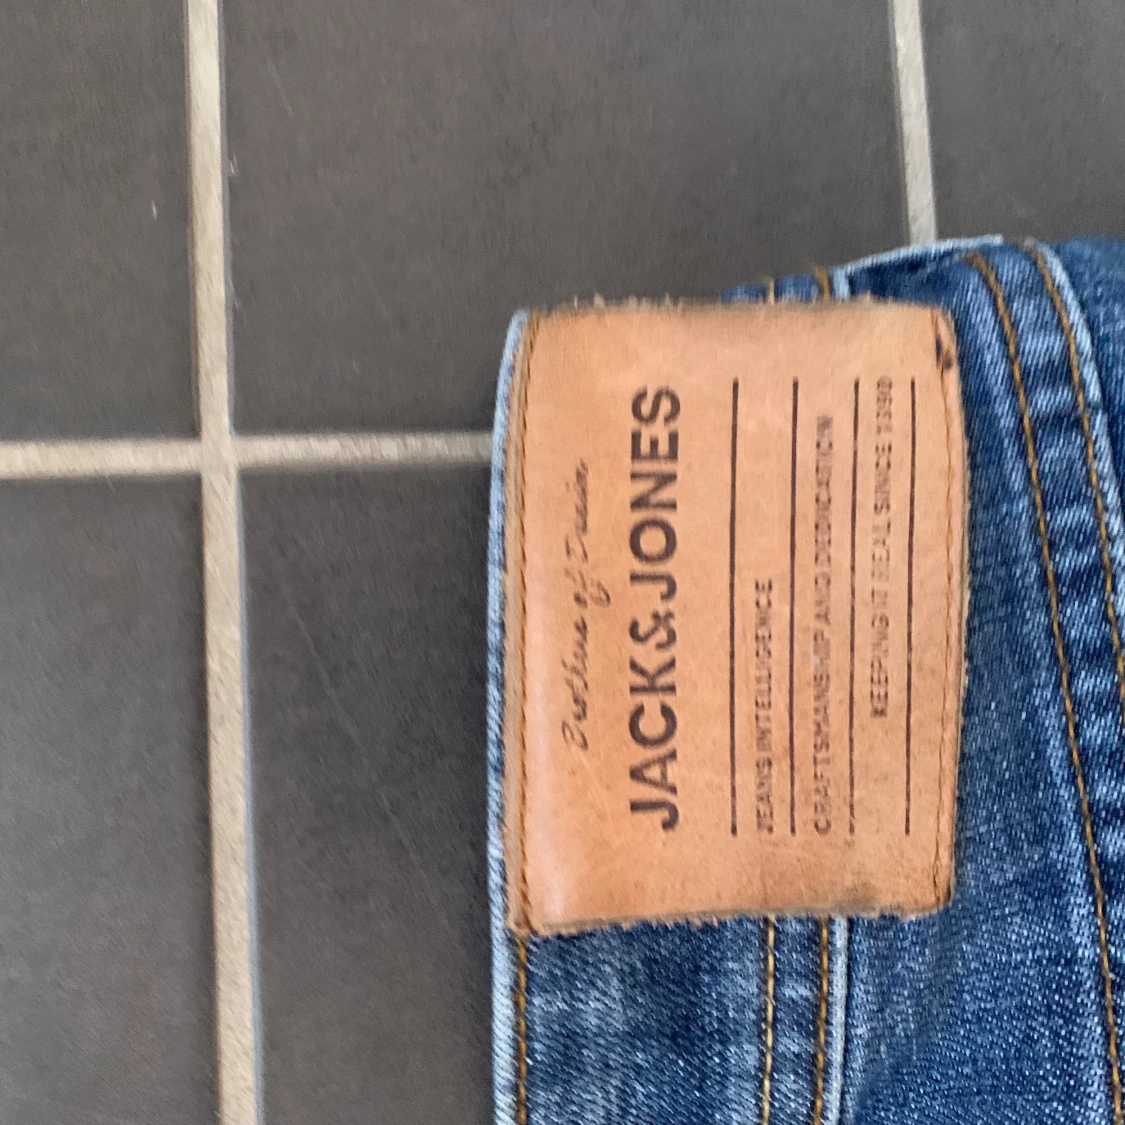 Brothers of Denim
JACK&JONES
JEANS INTELLIGENCE
CRAFTSMANSHIP AND DEDICATION
KEEPING IT REAL SINCE 1990